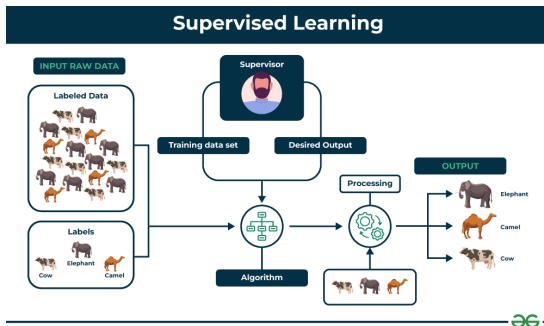 Supervised Learning
INPUT RAW DATA
Labeled Data
Labels
Elephant
Cow
Camel
Supervisor
Training data set
Desired Output
Algorithm
Processing
OUTPUT
Elephant
Camel
Cow